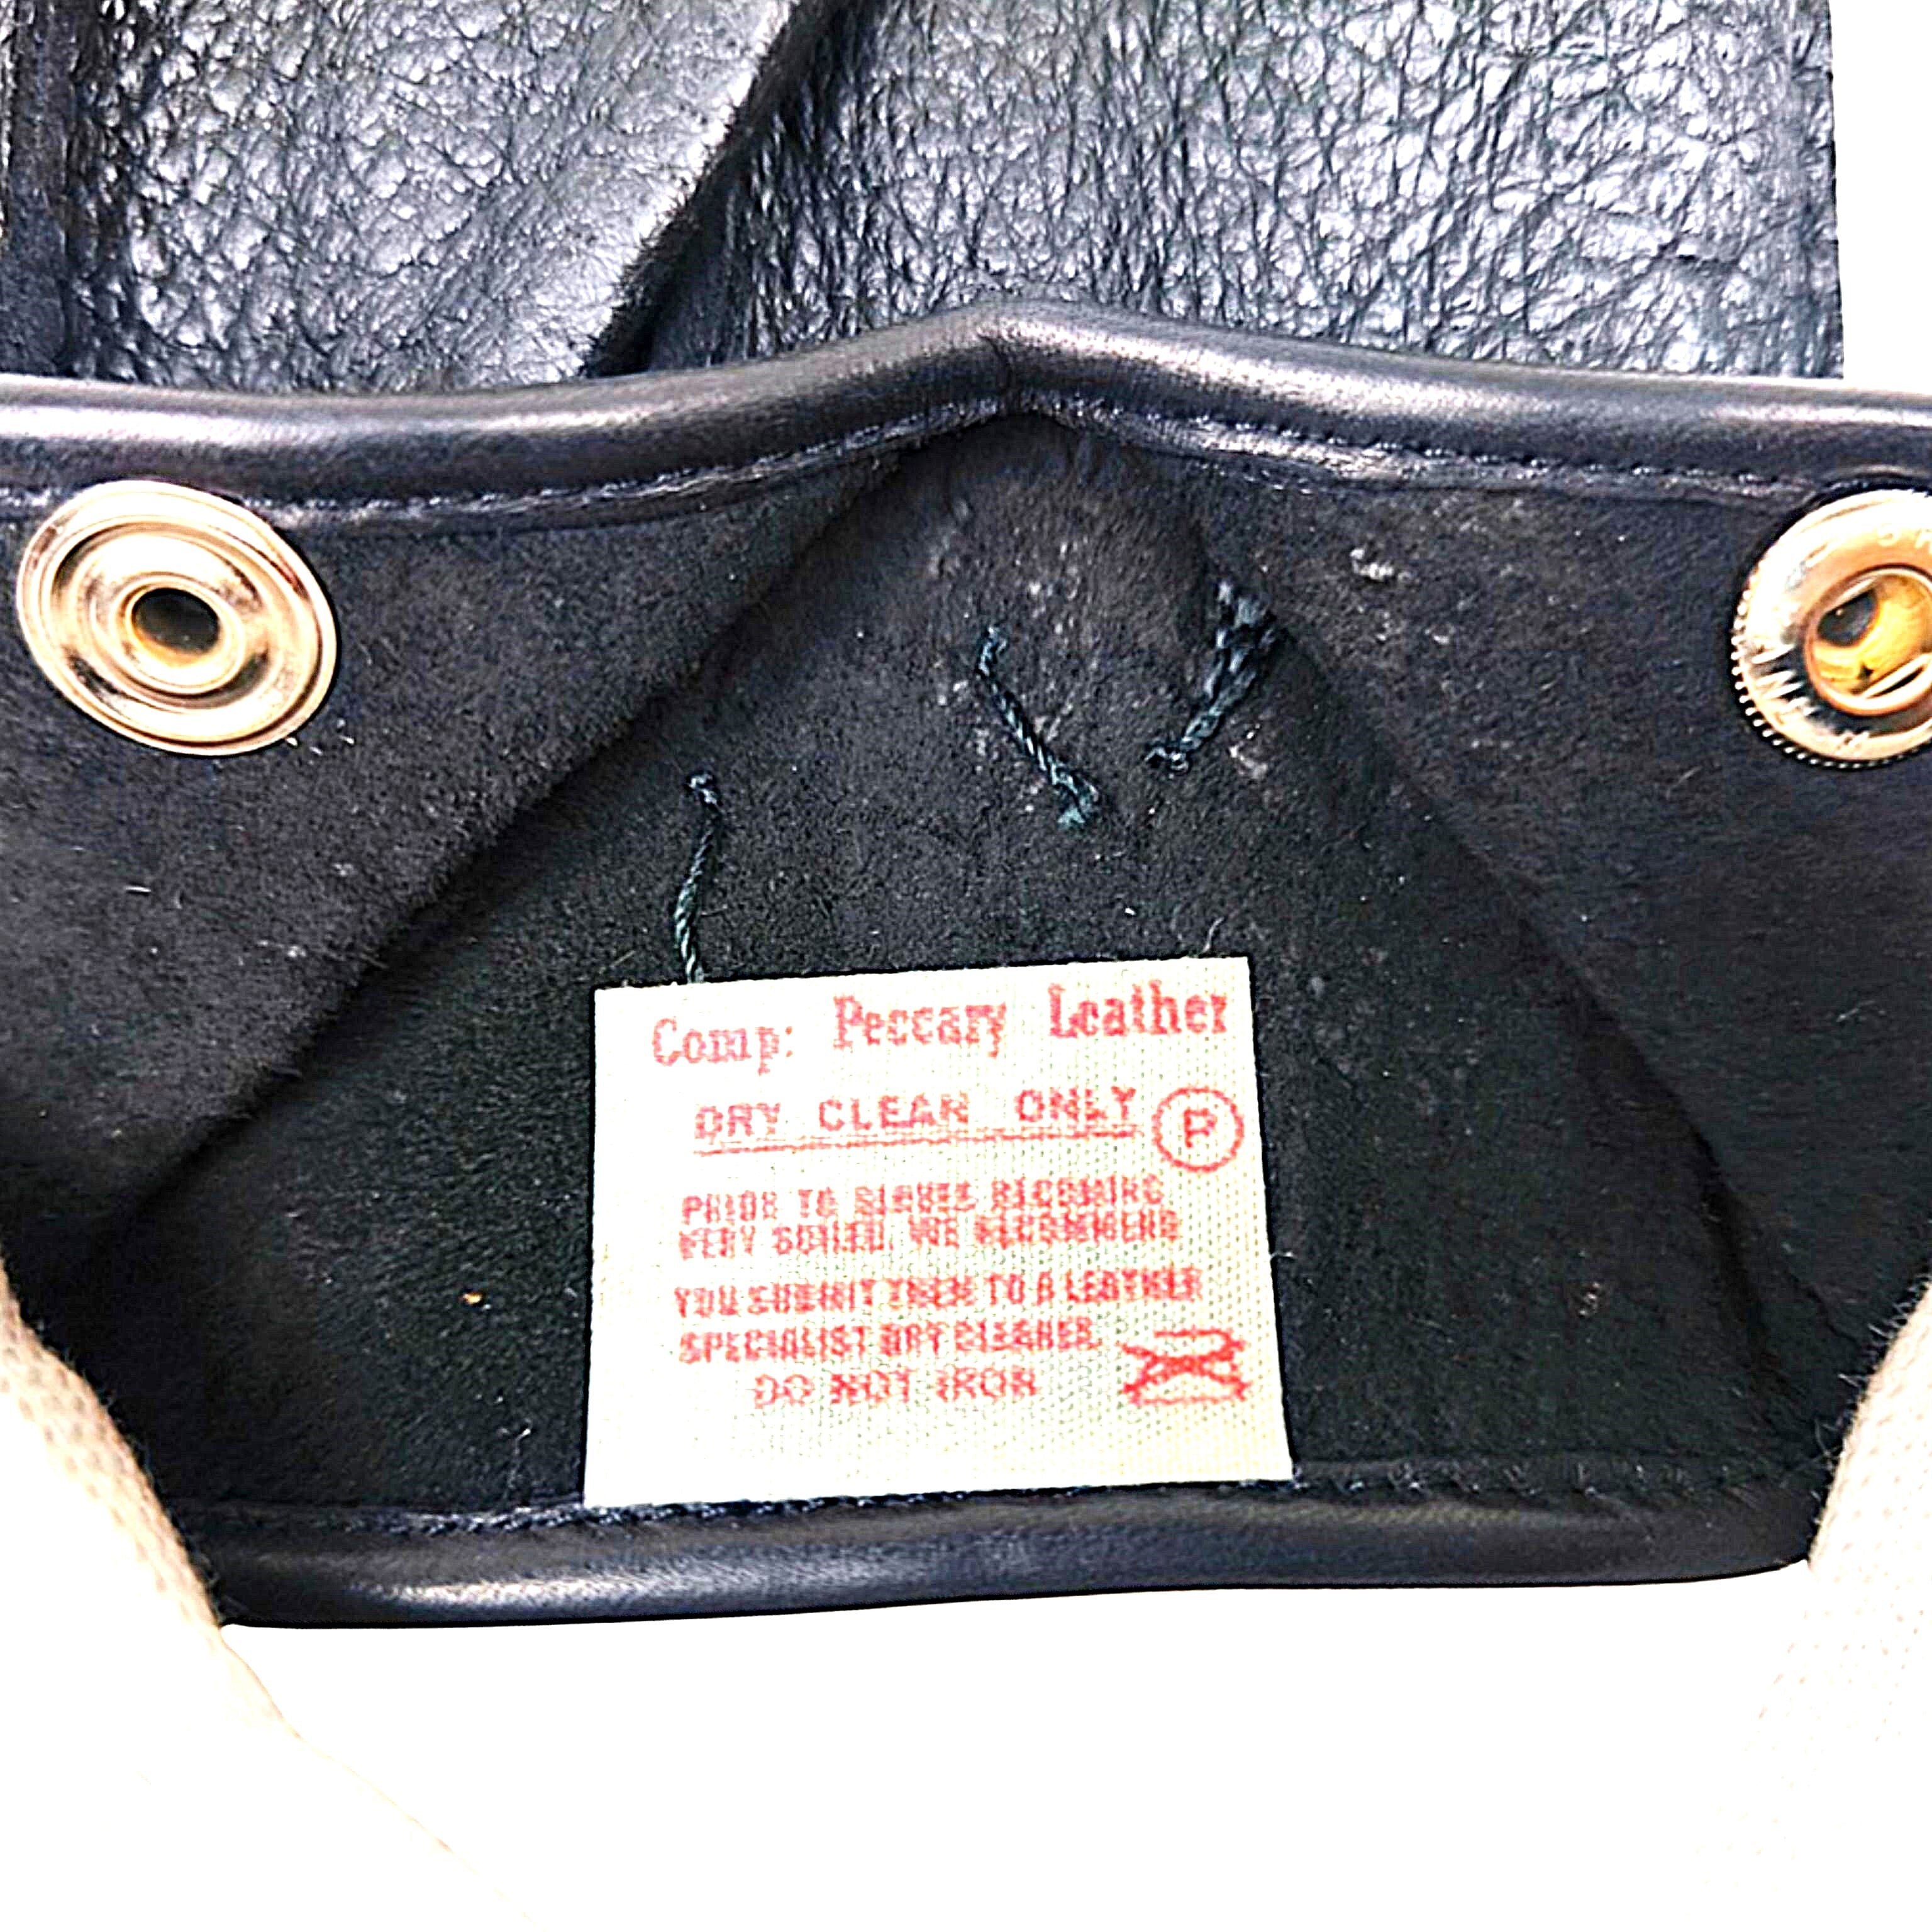 Comp: Peccary Leather
DRY CLEAN ONLY P
PRIOR TO GLOVES BECOMING
VERY SOILED, WE RECOMMEND
YOU SUBMIT THEM TO A LEATHER
SPECIALIST DRY CLEANER.
DO NOT IRON